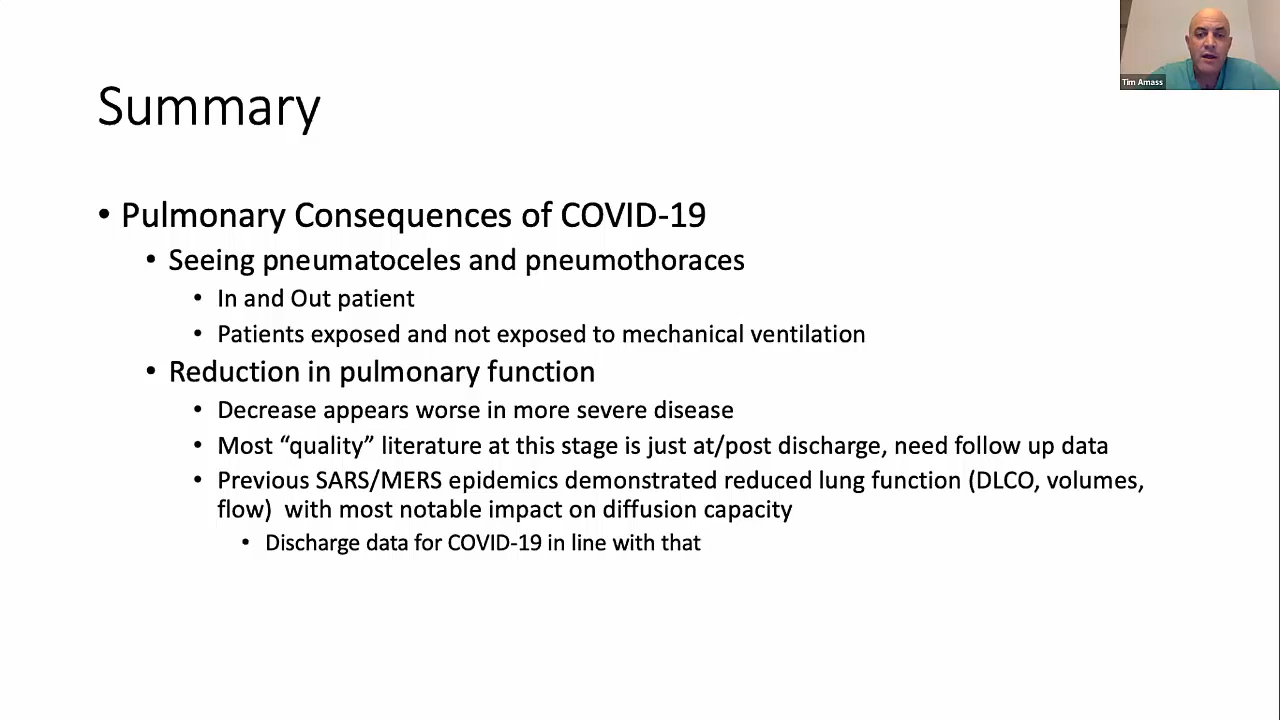 Tim Amass
Summary
• Pulmonary Consequences of COVID-19
• Seeing pneumatoceles and pneumothoraces
• In and Out patient
• Patients exposed and not exposed to mechanical ventilation
• Reduction in pulmonary function
• Decrease appears worse in more severe disease
• Most “quality” literature at this stage is just at/post discharge, need follow up data
• Previous SARS/MERS epidemics demonstrated reduced lung function (DLCO, volumes,
flow)  with most notable impact on diffusion capacity
• Discharge data for COVID-19 in line with that